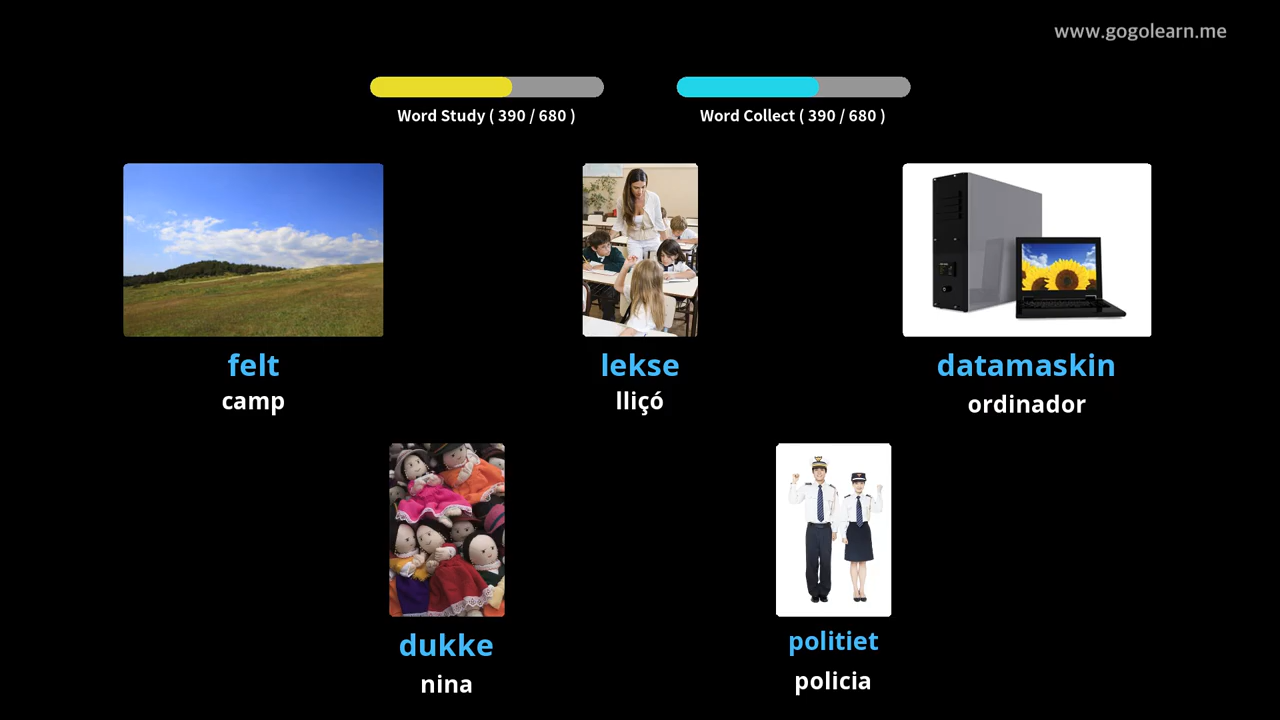 www.gogolearn.me
Word Study ( 390 / 680 )
Word Collect ( 390 / 680 )
felt
camp
lekse
lliçó
datamaskin
ordinador
dukke
nina
politiet
policia